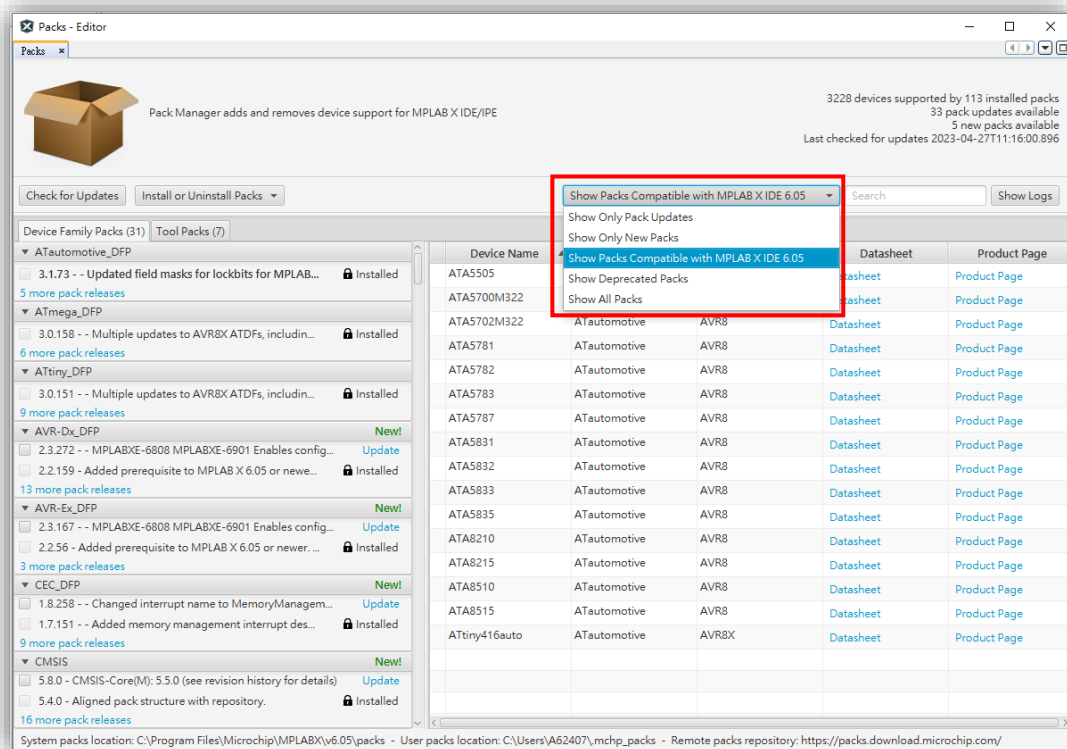 Packs - Editor
Packs
Pack Manager adds and removes device support for MPLAB X IDE/IPE
3228 devices supported by 113 installed packs
33 pack updates available
5 new packs available
Last checked for updates 2023-04-27T11:16:00.896
Check for Updates
Install or Uninstall Packs
Show Packs Compatible with MPLAB X IDE 6.05
Search
Show Logs
Show Only Pack Updates
Show Only New Packs
Show Packs Compatible with MPLAB X IDE 6.05
Show Deprecated Packs
Show All Packs
Device Family Packs (31)
Tool Packs (7)
ATautomotive_DFP
3.1.73 - - Updated field masks for lockbits for MPLAB... Installed
5 more pack releases
ATmega_DFP
3.0.158 - - Multiple updates to AVR8X ATDFs, includin... Installed
6 more pack releases
ATtiny_DFP
3.0.151 - - Multiple updates to AVR8X ATDFs, includin... Installed
9 more pack releases
AVR-Dx_DFP New!
2.3.272 - - MPLABXE-6808 MPLABXE-6901 Enables config... Update
2.2.159 - Added prerequisite to MPLAB X 6.05 or newe... Installed
13 more pack releases
AVR-Ex_DFP New!
2.3.167 - - MPLABXE-6808 MPLABXE-6901 Enables config... Update
2.2.56 - Added prerequisite to MPLAB X 6.05 or newer. ... Installed
3 more pack releases
CEC_DFP New!
1.8.258 - - Changed interrupt name to MemoryManagem... Update
1.7.151 - - Added memory management interrupt des... Installed
9 more pack releases
CMSIS New!
5.8.0 - CMSIS-Core(M): 5.5.0 (see revision history for details) Update
5.4.0 - Aligned pack structure with repository. Installed
16 more pack releases
Device Name Datasheet Product Page
ATA5505 Product Page
ATA5700M322 Product Page
ATA5702M322 ATautomotive AVR8 Datasheet Product Page
ATA5781 ATautomotive AVR8 Datasheet Product Page
ATA5782 ATautomotive AVR8 Datasheet Product Page
ATA5783 ATautomotive AVR8 Datasheet Product Page
ATA5787 ATautomotive AVR8 Datasheet Product Page
ATA5831 ATautomotive AVR8 Datasheet Product Page
ATA5832 ATautomotive AVR8 Datasheet Product Page
ATA5833 ATautomotive AVR8 Datasheet Product Page
ATA5835 ATautomotive AVR8 Datasheet Product Page
ATA8210 ATautomotive AVR8 Datasheet Product Page
ATA8215 ATautomotive AVR8 Datasheet Product Page
ATA8510 ATautomotive AVR8 Datasheet Product Page
ATA8515 ATautomotive AVR8 Datasheet Product Page
ATtiny416auto ATautomotive AVR8X Datasheet Product Page
System packs location: C:\Program Files\Microchip\MPLABX\v6.05\packs - User packs location: C:\Users\A62407\.mchp_packs - Remote packs repository: https://packs.download.microchip.com/